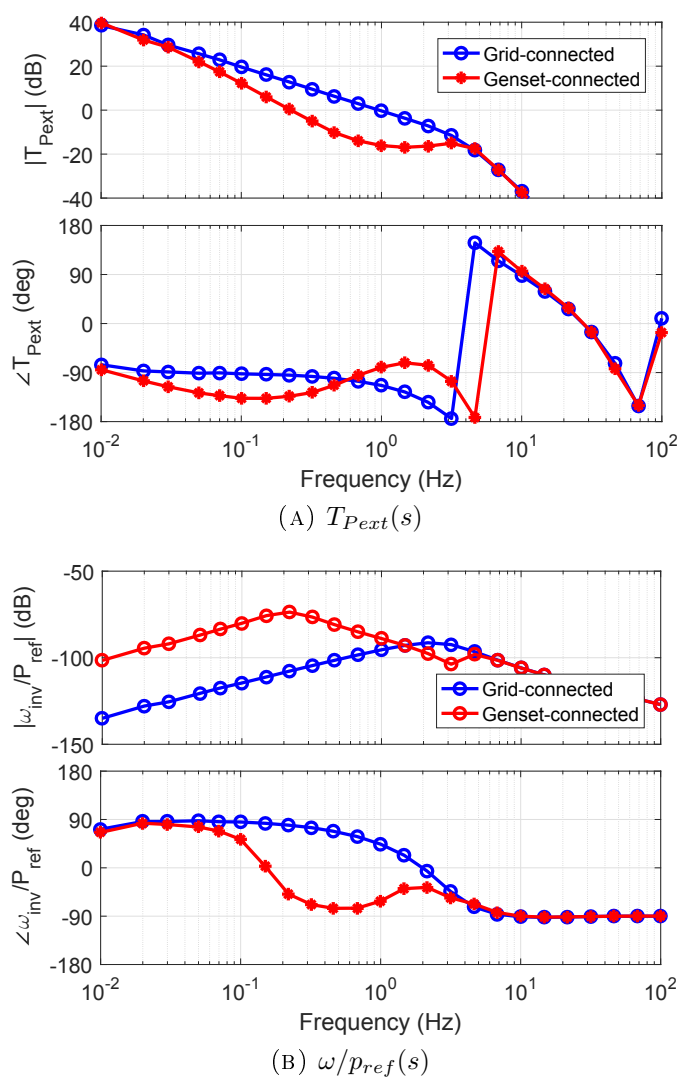 40
20
0
-20
-40
|T_Pext| (dB)
Grid-connected
Genset-connected
180
90
0
-90
-180
∠T_Pext (deg)
10^-2
10^-1
10^0
10^1
10^2
Frequency (Hz)
(A) T_Pext(s)
-50
-100
-150
|ω_inv/P_ref| (dB)
Grid-connected
Genset-connected
180
90
0
-90
-180
∠ω_inv/P_ref (deg)
10^-2
10^-1
10^0
10^1
10^2
Frequency (Hz)
(B) ω/p_ref(s)